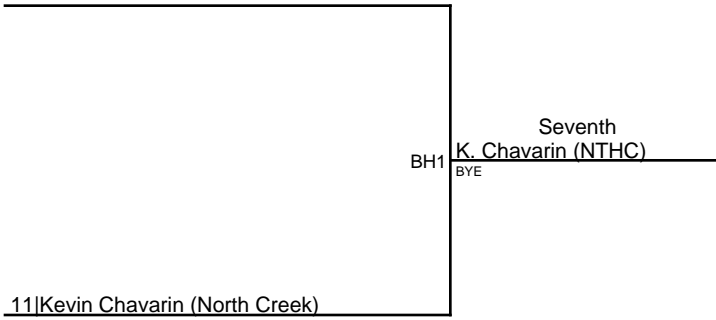 Seventh
BH1
K. Chavarin (NTHC)
BYE
11|Kevin Chavarin (North Creek)